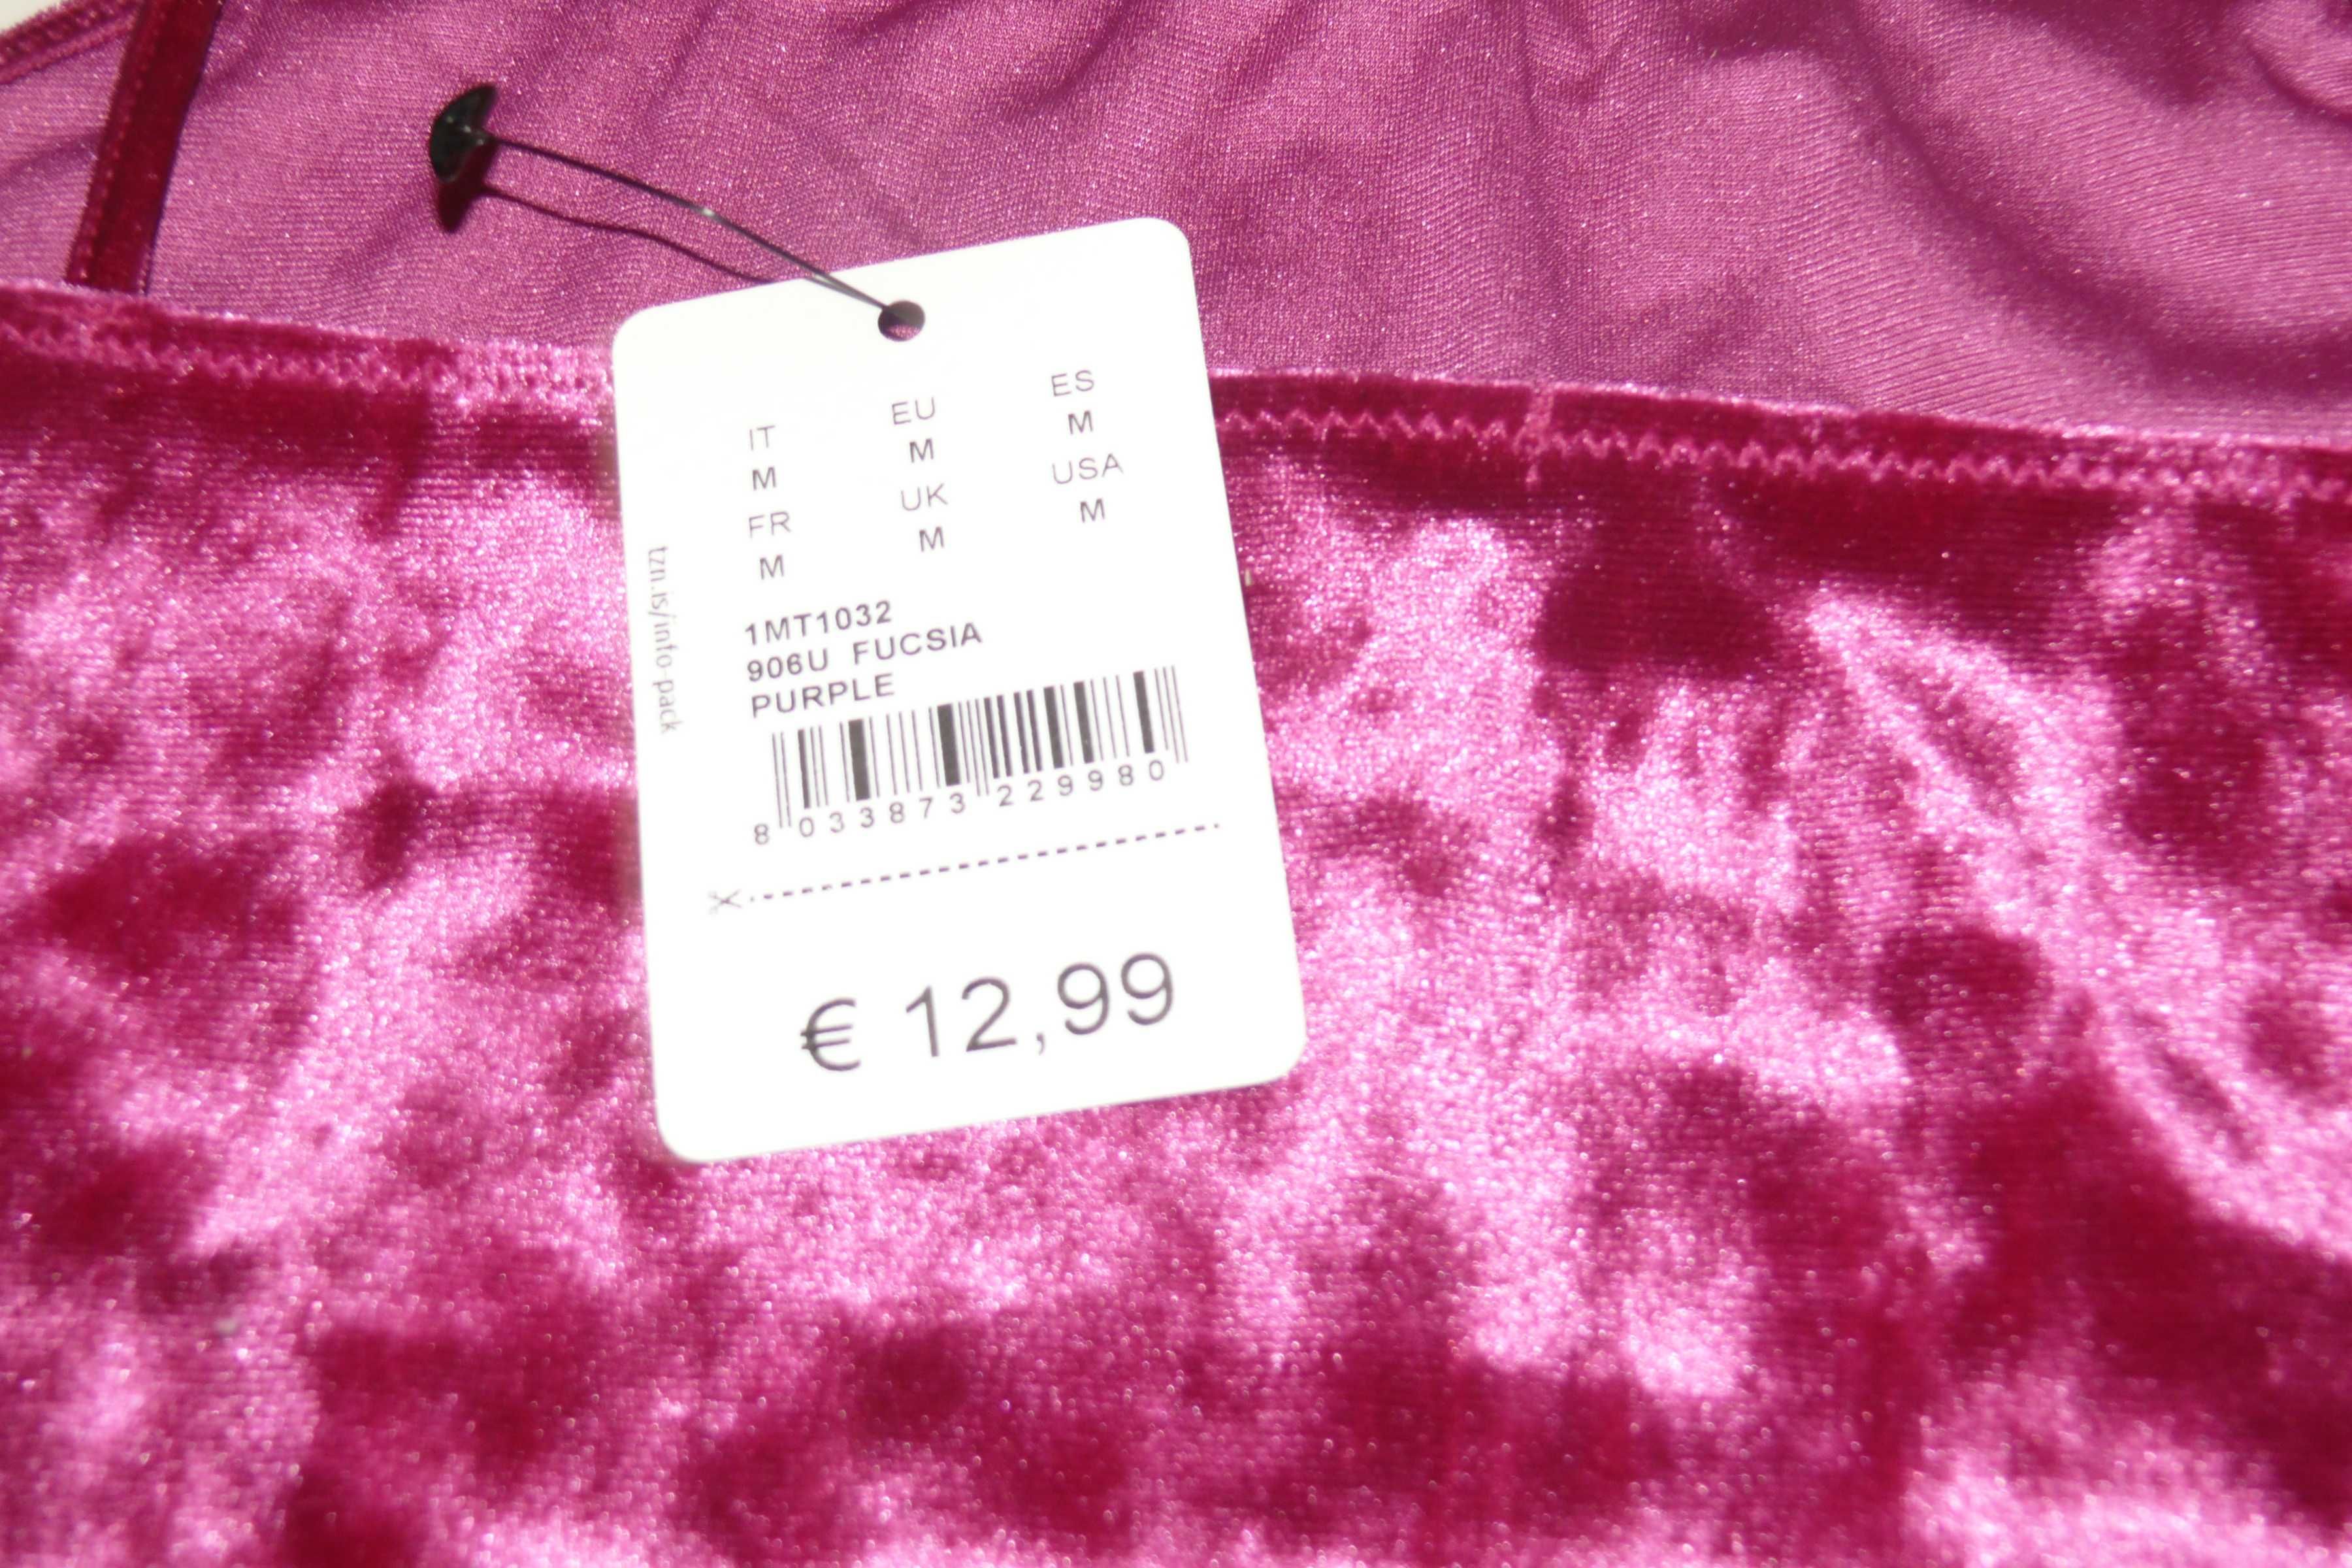 IT EU ES
M M M
FR UK USA
M M M
1MT1032
906U FUCSIA
PURPLE
8 033873 229980
€ 12,99
tzn.is/info-pack